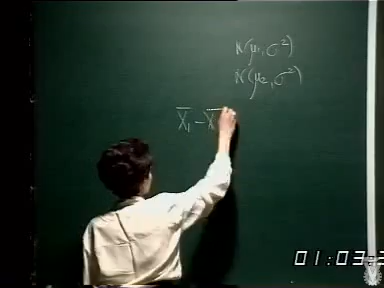 N(μ₁, σ²)
N(μ₂, σ²)
X̄₁ - X̄
01:03:3